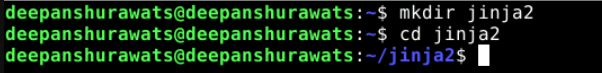 deepanshurawats@deepanshurawats:~$ mkdir jinja2
deepanshurawats@deepanshurawats:~$ cd jinja2
deepanshurawats@deepanshurawats:~/jinja2$